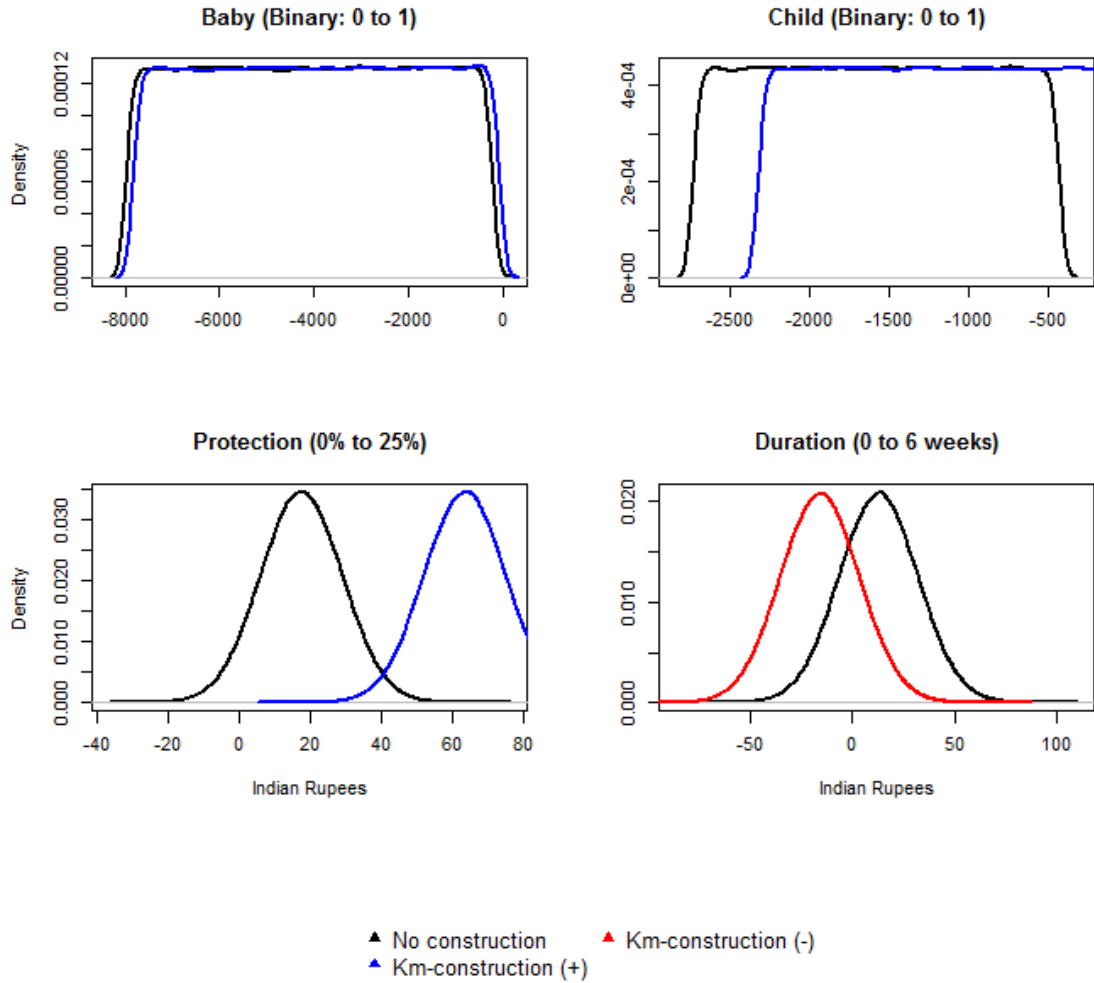 Baby (Binary: 0 to 1)
Density
0.00000
0.00006
0.00012
-8000
-6000
-4000
-2000
0
Child (Binary: 0 to 1)
0e+00
2e-04
4e-04
-2500
-2000
-1500
-1000
-500
Protection (0% to 25%)
Density
0.000
0.010
0.020
0.030
-40
-20
0
20
40
60
80
Indian Rupees
Duration (0 to 6 weeks)
0.000
0.010
0.020
-50
0
50
100
Indian Rupees
No construction
Km-construction (-)
Km-construction (+)